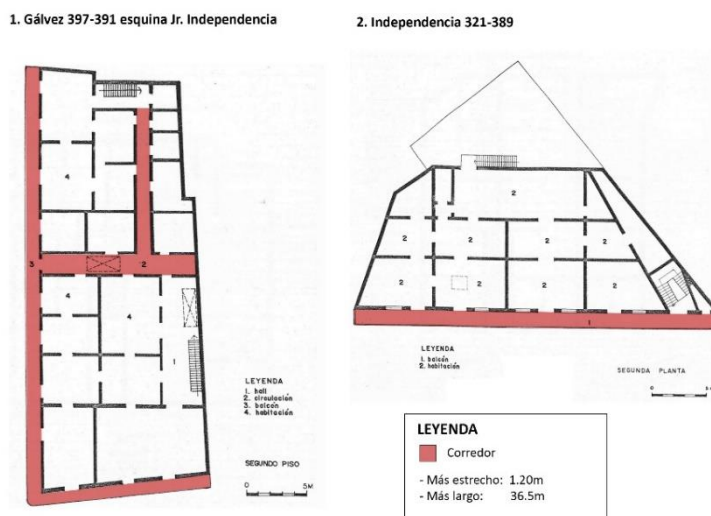 1. Gálvez 397-391 esquina Jr. Independencia
2. Independencia 321-389
4
3
2
4
4
1
LEYENDA
1. hall
2. circulación
3. balcón
4. habitación
SEGUNDO PISO
0 5M
2
2
2
2
2
2
2
2
2
1
LEYENDA
1. balcón
2. habitación
SEGUNDA PLANTA
0
LEYENDA
Corredor
- Más estrecho: 1.20m
- Más largo: 36.5m